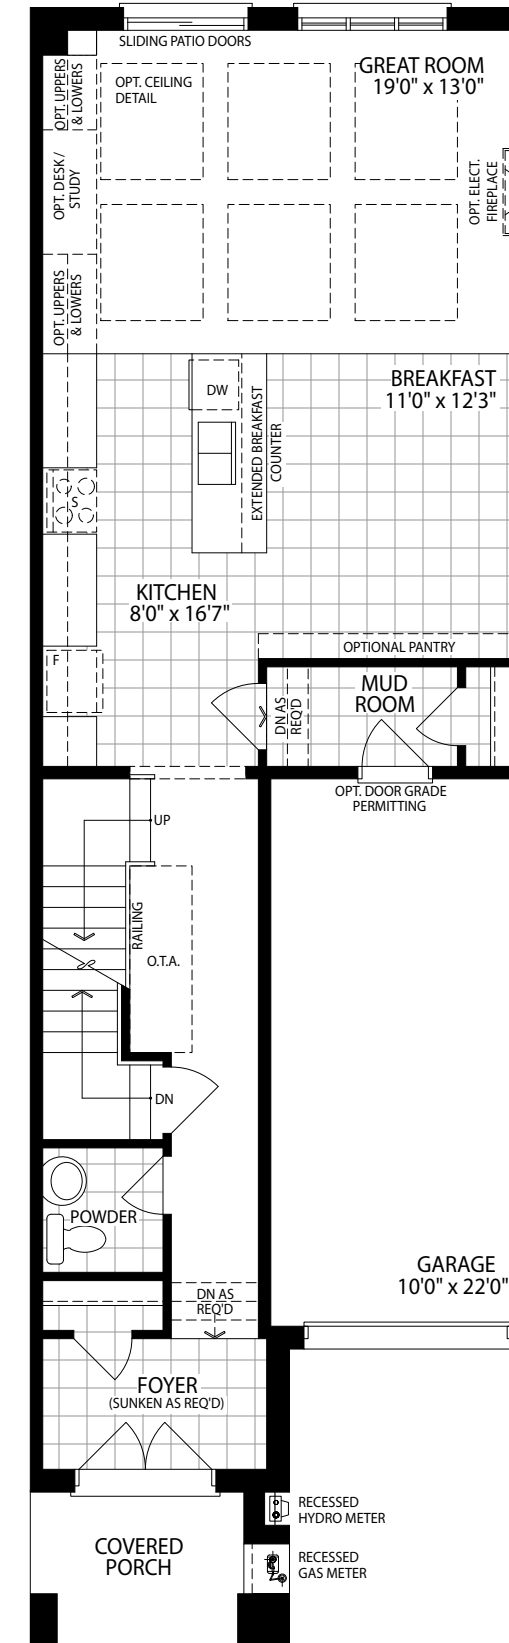 SLIDING PATIO DOORS
OPT. UPPERS
& LOWERS
OPT. CEILING
DETAIL
GREAT ROOM
19'0" x 13'0"
OPT. DESK /
STUDY
OPT. ELECT.
FIREPLACE
OPT. UPPERS
& LOWERS
BREAKFAST
11'0" x 12'3"
DW
EXTENDED BREAKFAST
COUNTER
S
KITCHEN
8'0" x 16'7"
OPTIONAL PANTRY
F
MUD
ROOM
DN AS
REQ'D
OPT. DOOR GRADE
PERMITTING
UP
RAILING
O.T.A.
DN
POWDER
GARAGE
10'0" x 22'0"
DN AS
REQ'D
FOYER
(SUNKEN AS REQ'D)
RECESSED
HYDRO METER
COVERED
PORCH
RECESSED
GAS METER